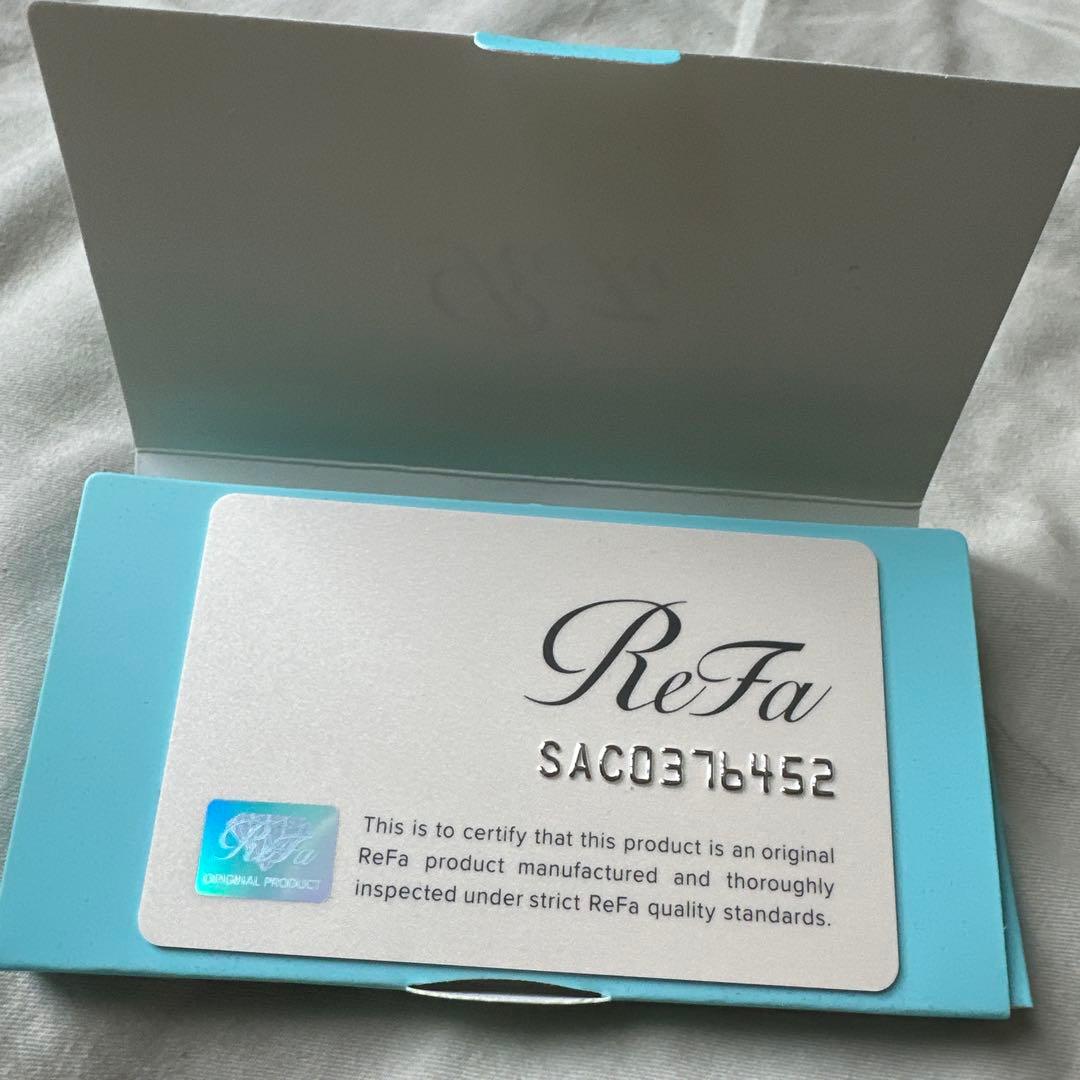 ReFa
SAC0376452
ReFa
ORIGINAL PRODUCT
This is to certify that this product is an original
ReFa product manufactured and thoroughly
inspected under strict ReFa quality standards.